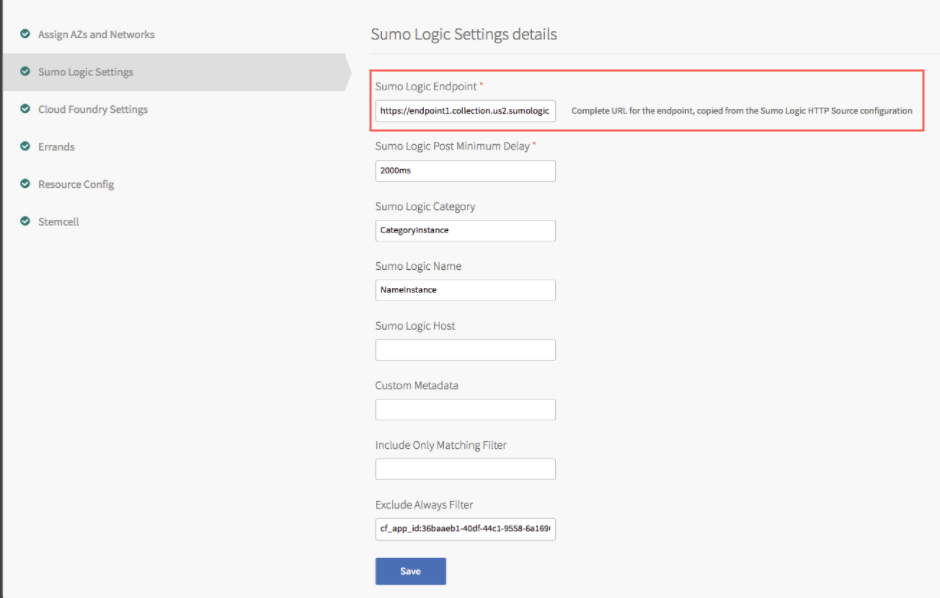 Assign AZs and Networks
Sumo Logic Settings
Cloud Foundry Settings
Errands
Resource Config
Stemcell
Sumo Logic Settings details
Sumo Logic Endpoint *
https://endpoint1.collection.us2.sumologic
Complete URL for the endpoint, copied from the Sumo Logic HTTP Source configuration
Sumo Logic Post Minimum Delay *
2000ms
Sumo Logic Category
CategoryInstance
Sumo Logic Name
NameInstance
Sumo Logic Host
Custom Metadata
Include Only Matching Filter
Exclude Always Filter
cf_app_id:36baaeb1-40df-44c1-9558-6a169
Save